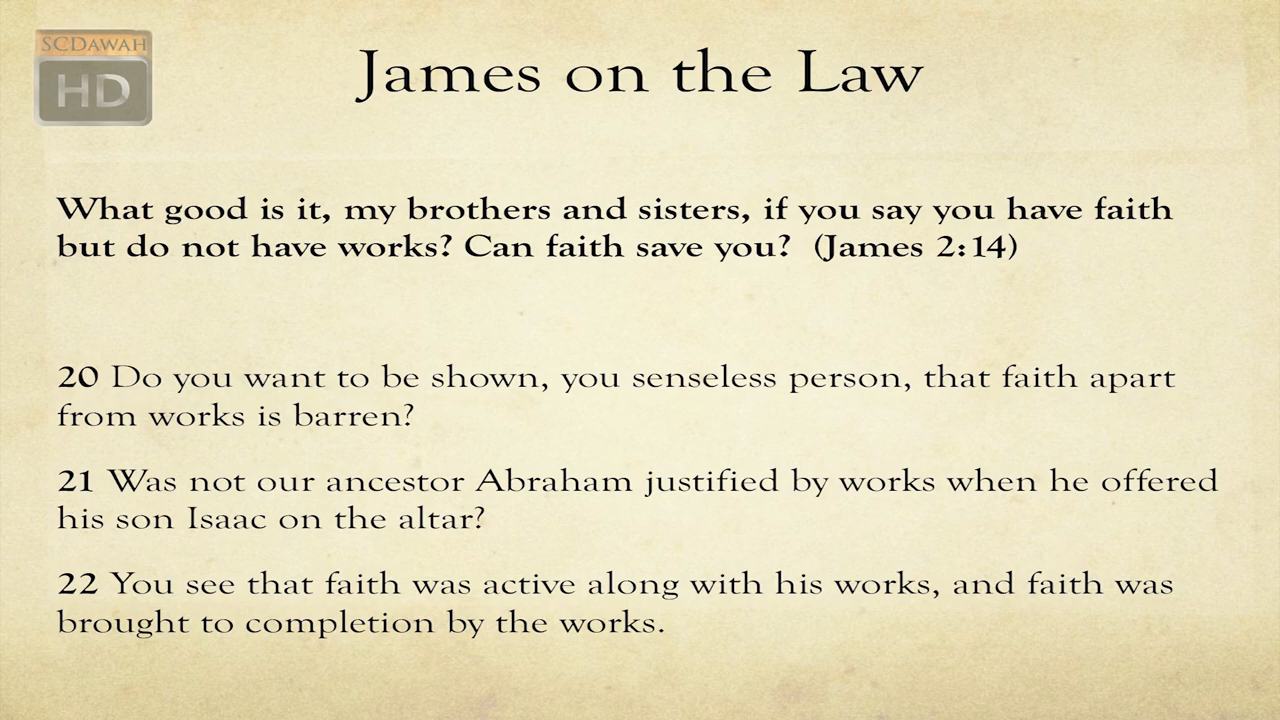 SCDAWAH
HD
James on the Law
What good is it, my brothers and sisters, if you say you have faith
but do not have works? Can faith save you?  (James 2:14)
20 Do you want to be shown, you senseless person, that faith apart
from works is barren?
21 Was not our ancestor Abraham justified by works when he offered
his son Isaac on the altar?
22 You see that faith was active along with his works, and faith was
brought to completion by the works.